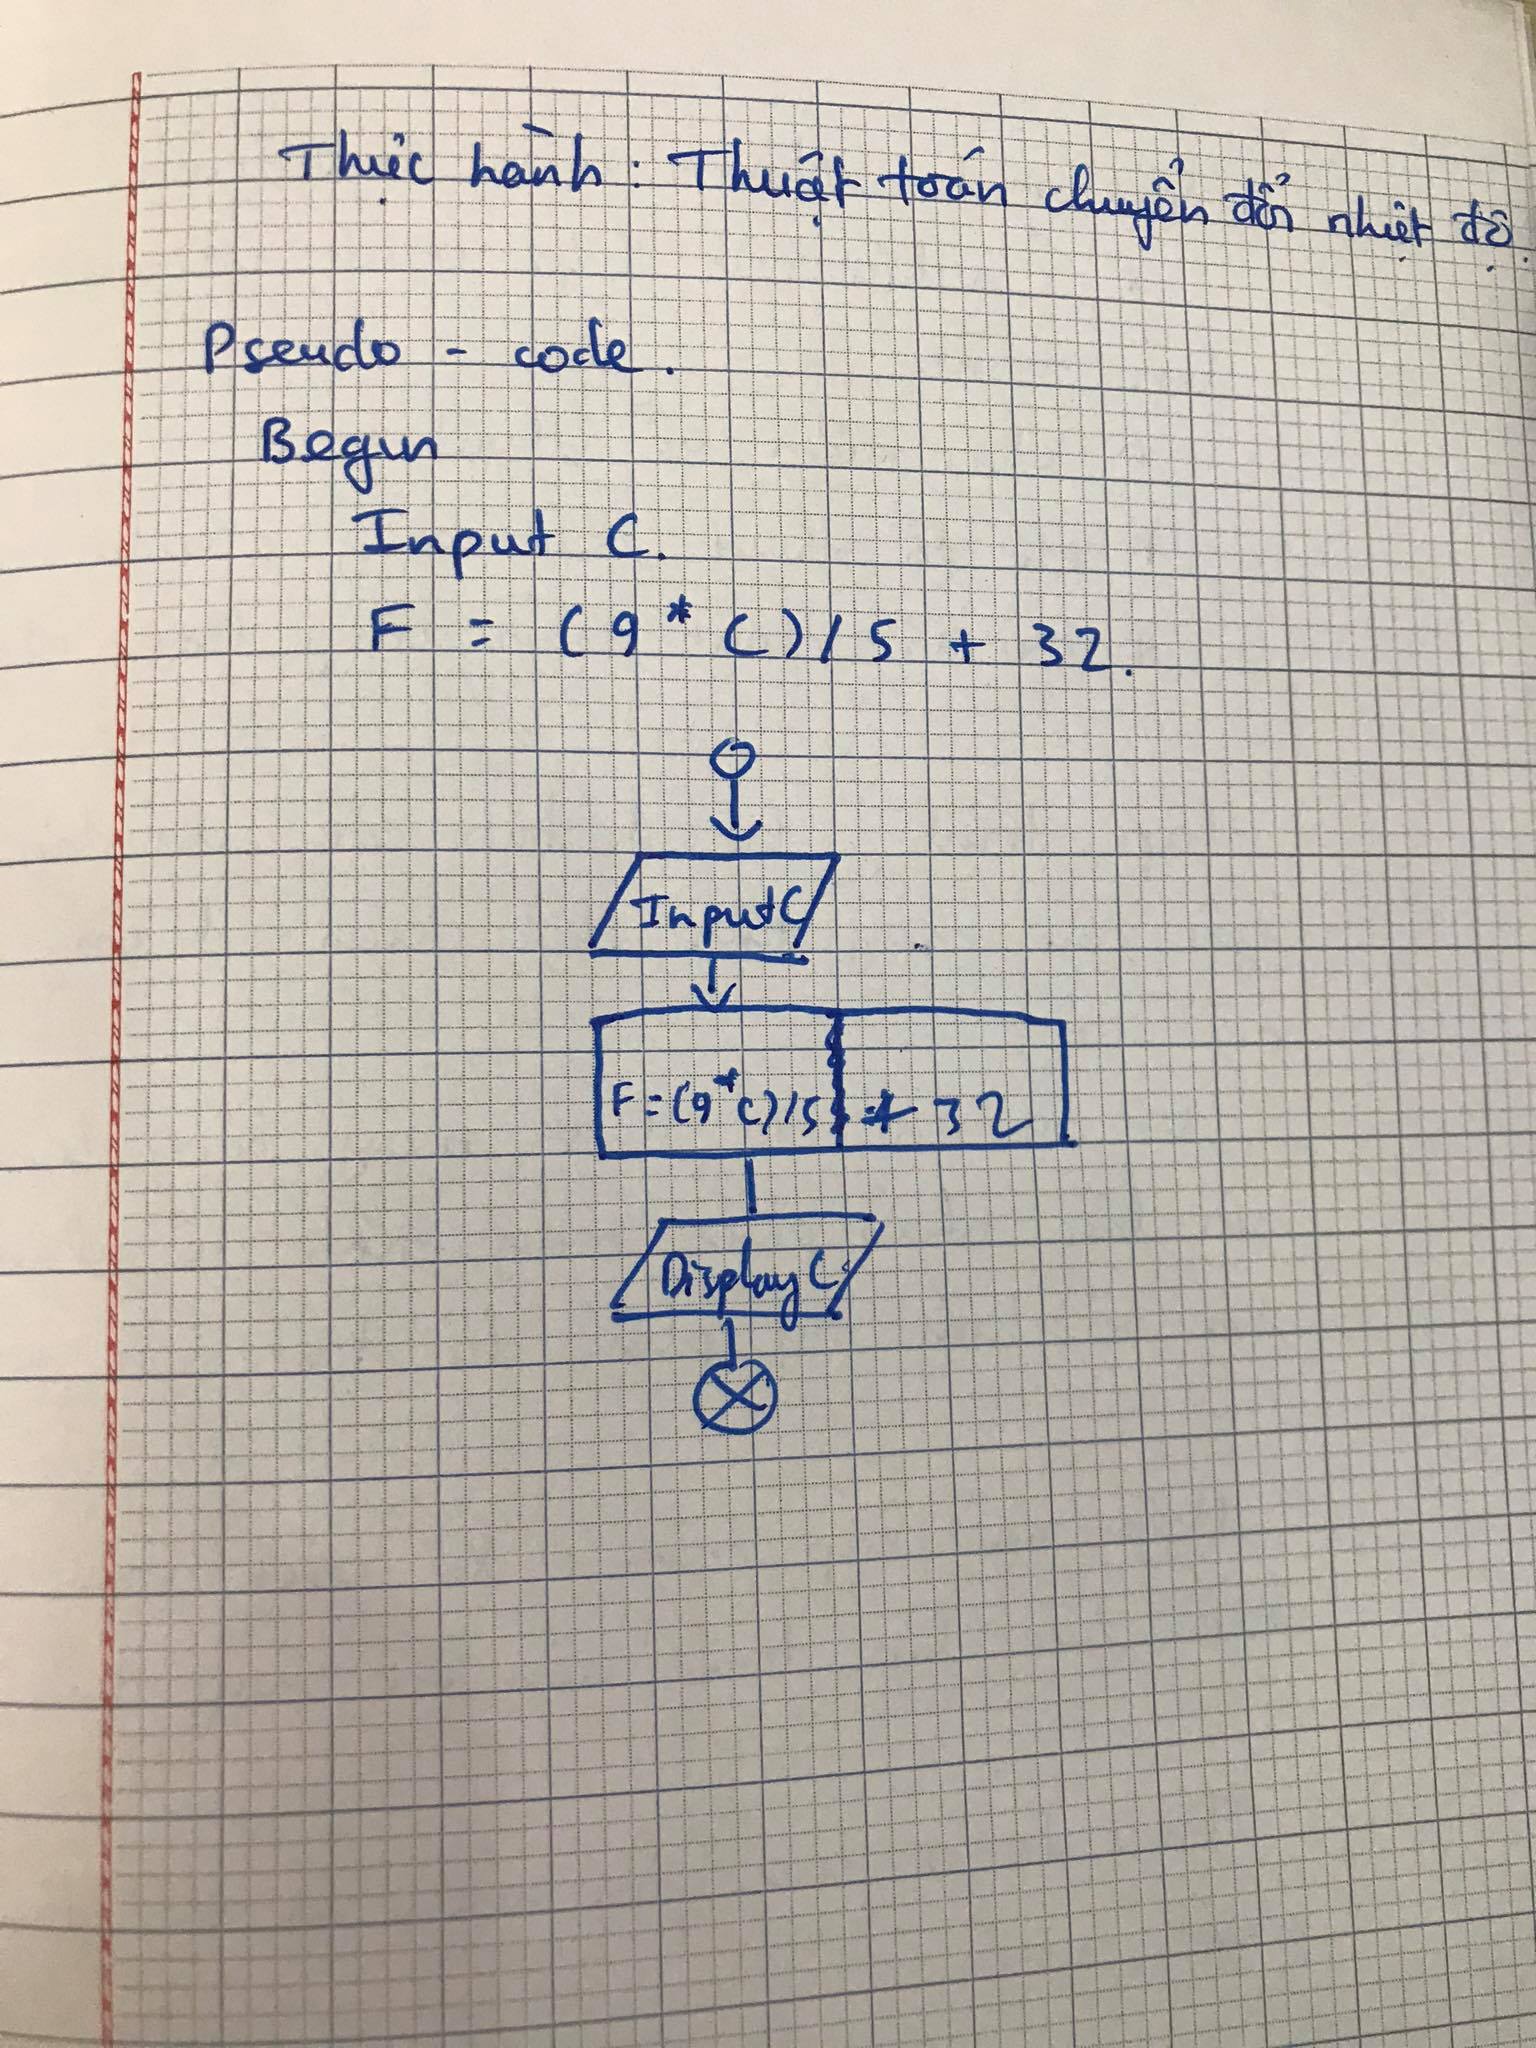 Thực hành: Thuật toán chuyển đổi nhiệt độ.
Pseudo - code.
Begin
Input C.
F = (9 * C) / 5 + 32.
Input C
F = (9 * C) / 5 + 32
Display C